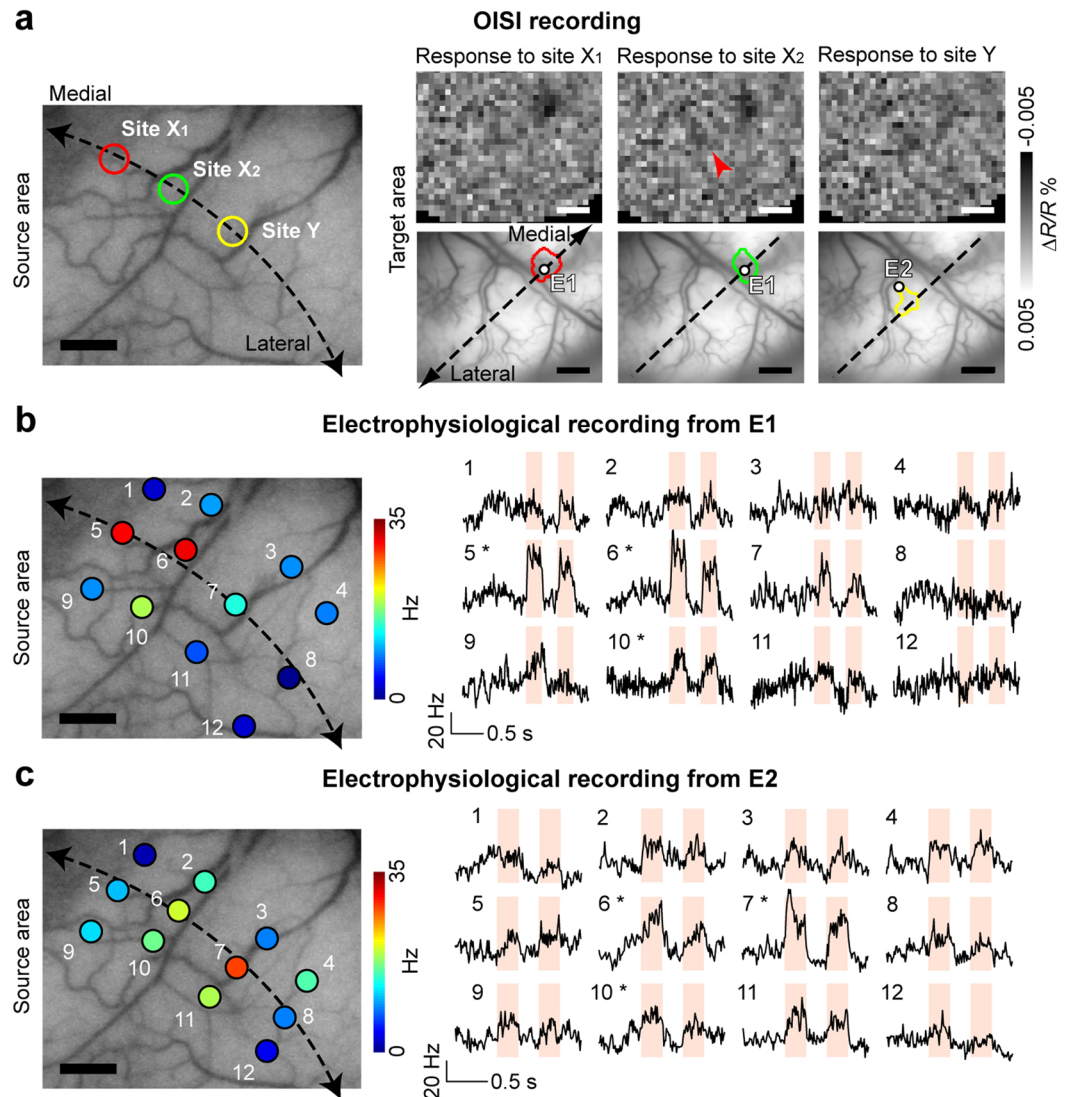 a
OISI recording
Medial
Site X1
Site X2
Site Y
Lateral
Source area
Target area
Response to site X1
Response to site X2
Response to site Y
Medial
E1
Lateral
E1
E2
-0.005
ΔR/R %
0.005
b
Electrophysiological recording from E1
Source area
1
2
3
4
5
6
7
8
9
10
11
12
35
Hz
0
1
2
3
4
5 *
6 *
7
8
9
10 *
11
12
20 Hz
0.5 s
c
Electrophysiological recording from E2
Source area
1
2
3
4
5
6
7
8
9
10
11
12
35
Hz
0
1
2
3
4
5
6 *
7 *
8
9
10 *
11
12
20 Hz
0.5 s